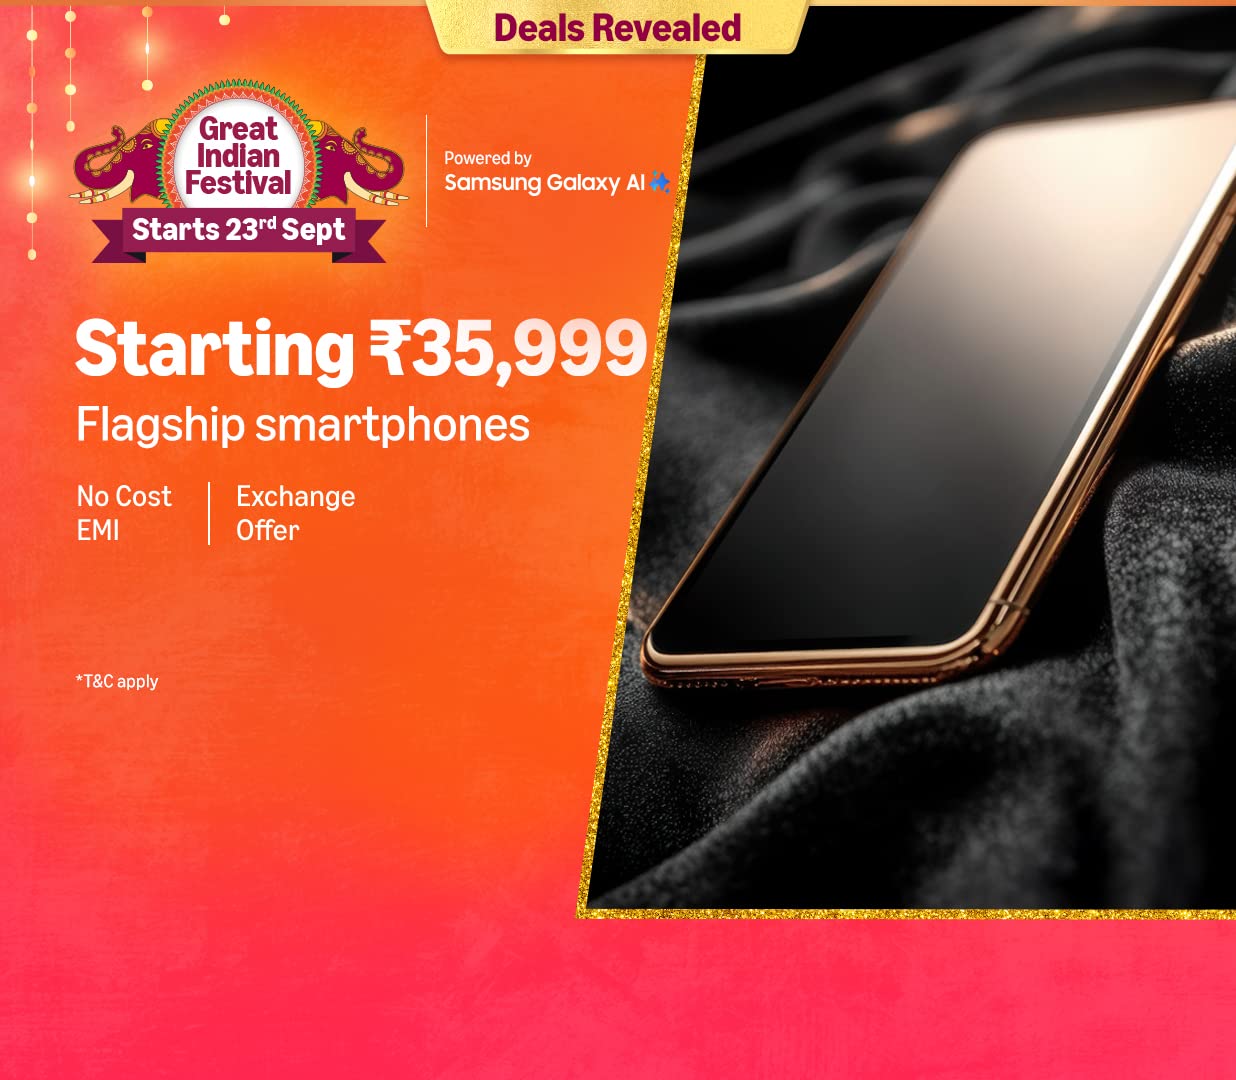 Deals Revealed
Great
Indian
Festival
Starts 23rd Sept
Powered by
Samsung Galaxy AI
Starting ₹35,999
Flagship smartphones
No Cost
EMI
Exchange
Offer
*T&C apply